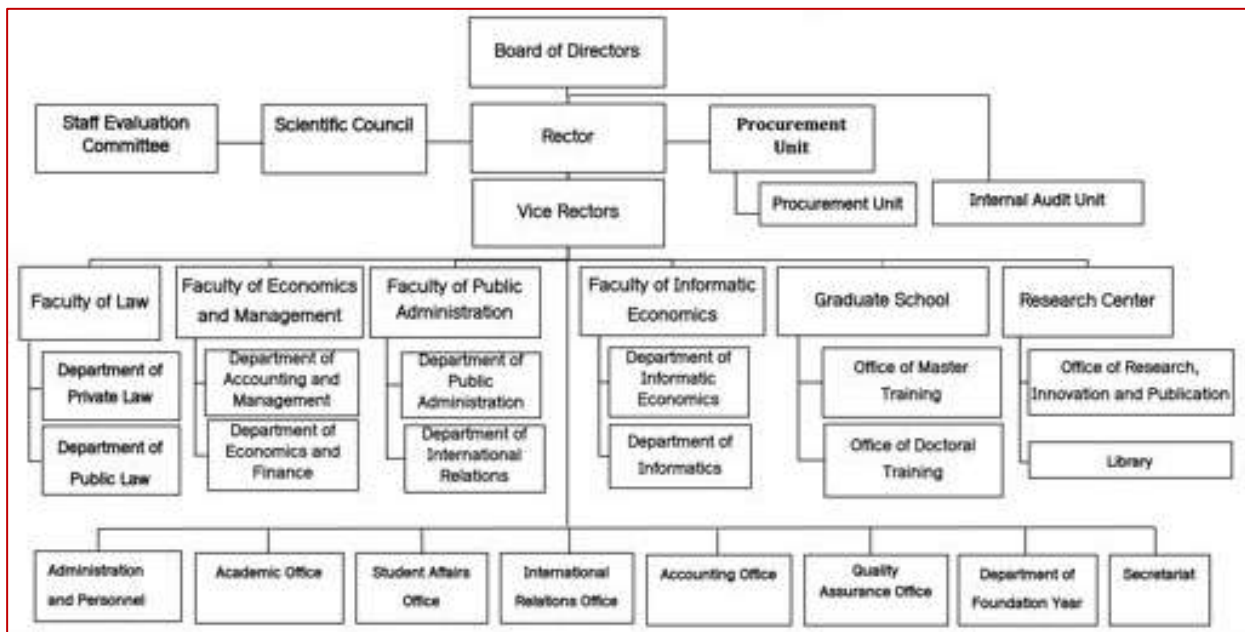 Board of Directors
Staff Evaluation
Committee
Scientific Council
Rector
Procurement
Unit
Vice Rectors
Procurement Unit
Internal Audit Unit
Faculty of Law
Faculty of Economics
and Management
Faculty of Public
Administration
Faculty of Informatic
Economics
Graduate School
Research Center
Department of
Private Law
Department of
Accounting and
Management
Department of
Public
Administration
Department of
Informatic
Economics
Office of Master
Training
Office of Research,
Innovation and Publication
Department of
Public Law
Department of
Economics and
Finance
Department of
International
Relations
Department of
Informatics
Office of Doctoral
Training
Library
Administration
and Personnel
Academic Office
Student Affairs
Office
International
Relations Office
Accounting Office
Quality
Assurance Office
Department of
Foundation Year
Secretariat